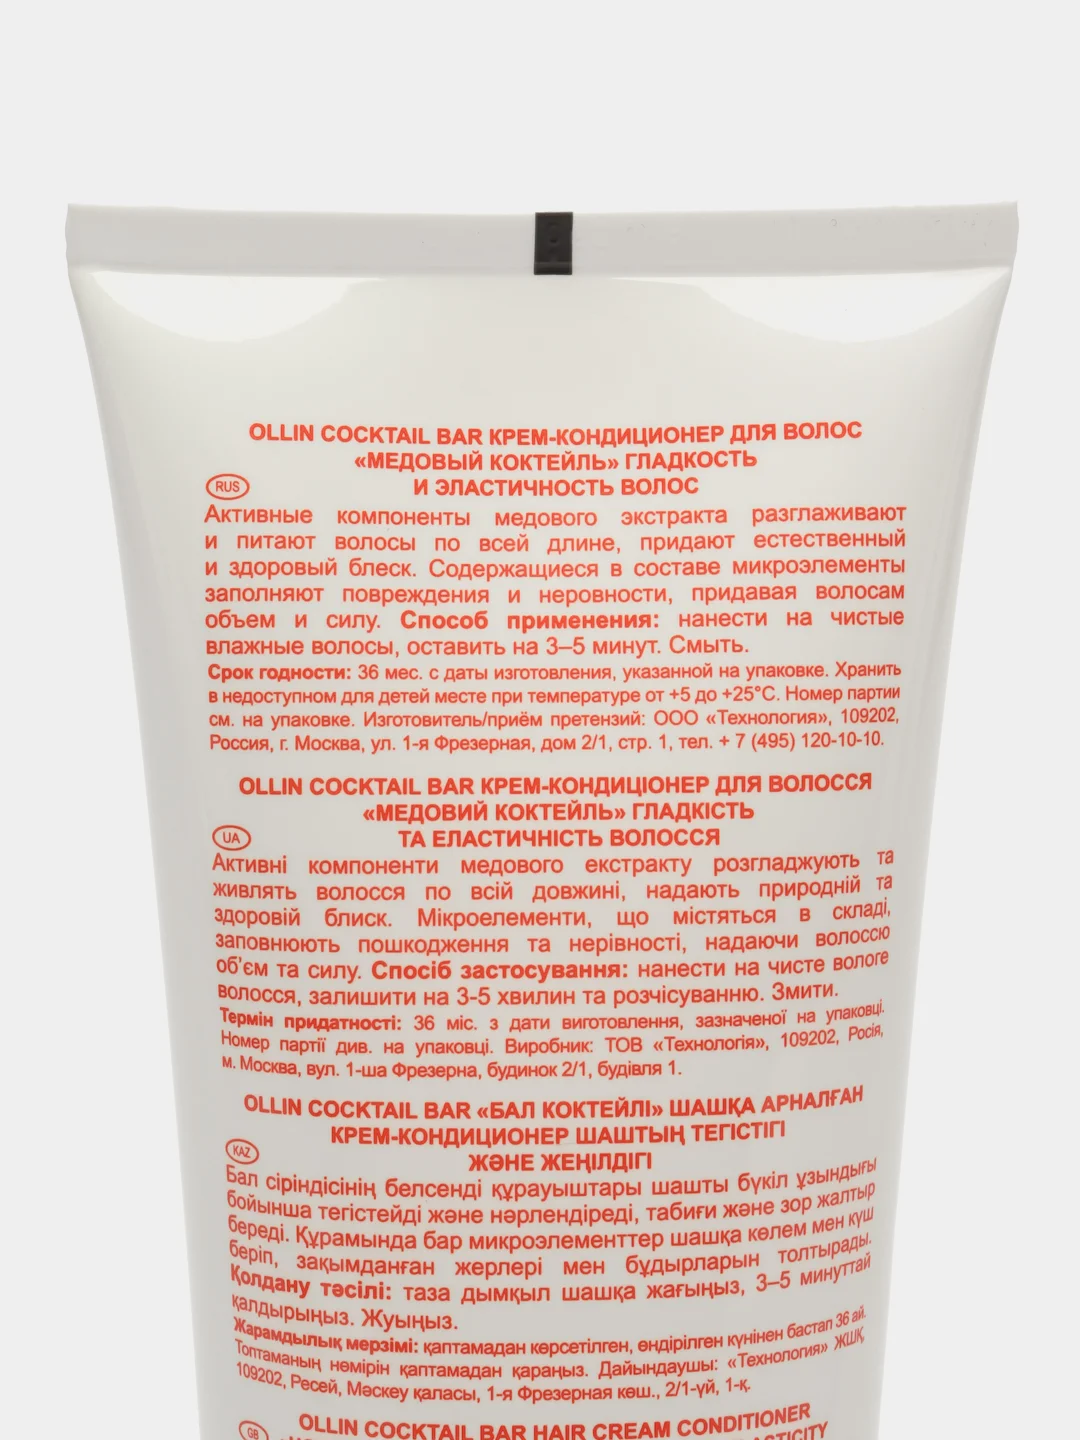 OLLIN COCKTAIL BAR КРЕМ-КОНДИЦИОНЕР ДЛЯ ВОЛОС
«МЕДОВЫЙ КОКТЕЙЛЬ» ГЛАДКОСТЬ
RUS И ЭЛАСТИЧНОСТЬ ВОЛОС
Активные компоненты медового экстракта разглаживают
и питают волосы по всей длине, придают естественный
и здоровый блеск. Содержащиеся в составе микроэлементы
заполняют повреждения и неровности, придавая волосам
объем и силу. Способ применения: нанести на чистые
влажные волосы, оставить на 3–5 минут. Смыть.
Срок годности: 36 мес. с даты изготовления, указанной на упаковке. Хранить
в недоступном для детей месте при температуре от +5 до +25°C. Номер партии
см. на упаковке. Изготовитель/приём претензий: ООО «Технология», 109202,
Россия, г. Москва, ул. 1-я Фрезерная, дом 2/1, стр. 1, тел. + 7 (495) 120-10-10.
OLLIN COCKTAIL BAR КРЕМ-КОНДИЦІОНЕР ДЛЯ ВОЛОССЯ
«МЕДОВИЙ КОКТЕЙЛЬ» ГЛАДКІСТЬ
UA ТА ЕЛАСТИЧНІСТЬ ВОЛОССЯ
Активні компоненти медового екстракту розгладжують та
живлять волосся по всій довжині, надають природній та
здоровій блиск. Мікроелементи, що містяться в складі,
заповнюють пошкодження та нерівності, надаючи волоссю
об'єм та силу. Спосіб застосування: нанести на чисте вологе
волосся, залишити на 3-5 хвилин та розчісуванню. Змити.
Термін придатності: 36 міс. з дати виготовлення, зазначеної на упаковці.
Номер партії див. на упаковці. Виробник: ТОВ «Технологія», 109202, Росія,
м. Москва, вул. 1-ша Фрезерна, будинок 2/1, будівля 1.
OLLIN COCKTAIL BAR «БАЛ КОКТЕЙЛІ» ШАШҚА АРНАЛҒАН
КРЕМ-КОНДИЦИОНЕР ШАШТЫҢ ТЕГІСТІГІ
KAZ ЖӘНЕ ЖЕҢІЛДІГІ
Бал сіріндісінің белсенді құрауыштары шашты бүкіл ұзындығы
бойынша тегістейді және нәрлендіреді, табиғи және зор жалтыр
береді. Құрамында бар микроэлементтер шашқа көлем мен күш
беріп, зақымданған жерлері мен бұдырларын толтырады.
Қолдану тәсілі: таза дымқыл шашқа жағыңыз, 3–5 минуттай
қалдырыңыз. Жуыңыз.
Жарамдылық мерзімі: қаптамадан көрсетілген, өндірілген күнінен бастап 36 ай.
Топтаманың нөмірін қаптамадан қараңыз. Дайындаушы: «Технология» ЖШҚ,
109202, Ресей, Мәскеу қаласы, 1-я Фрезерная көш., 2/1-үй, 1-қ.
OLLIN COCKTAIL BAR HAIR CREAM CONDITIONER
GB